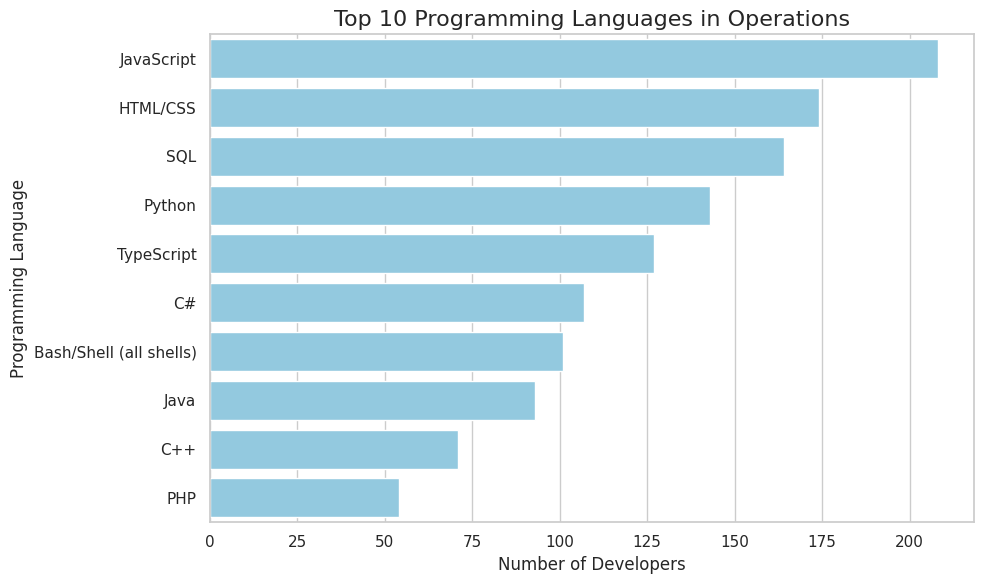 Top 10 Programming Languages in Operations
Programming Language
JavaScript
HTML/CSS
SQL
Python
TypeScript
C#
Bash/Shell (all shells)
Java
C++
PHP
0 25 50 75 100 125 150 175 200
Number of Developers